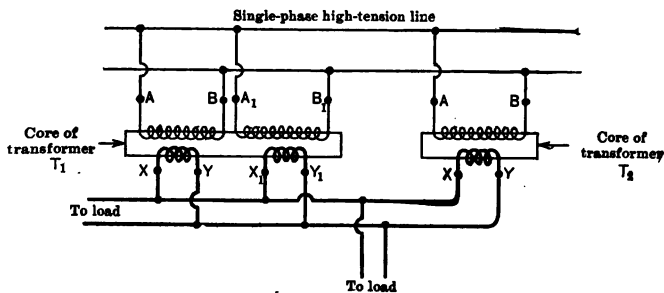 Single-phase high-tension line
A
B
A1
B1
A
B
Core of
transformer
T1
Core of
transformer
T2
X
Y
X1
Y1
X
Y
To load
To load